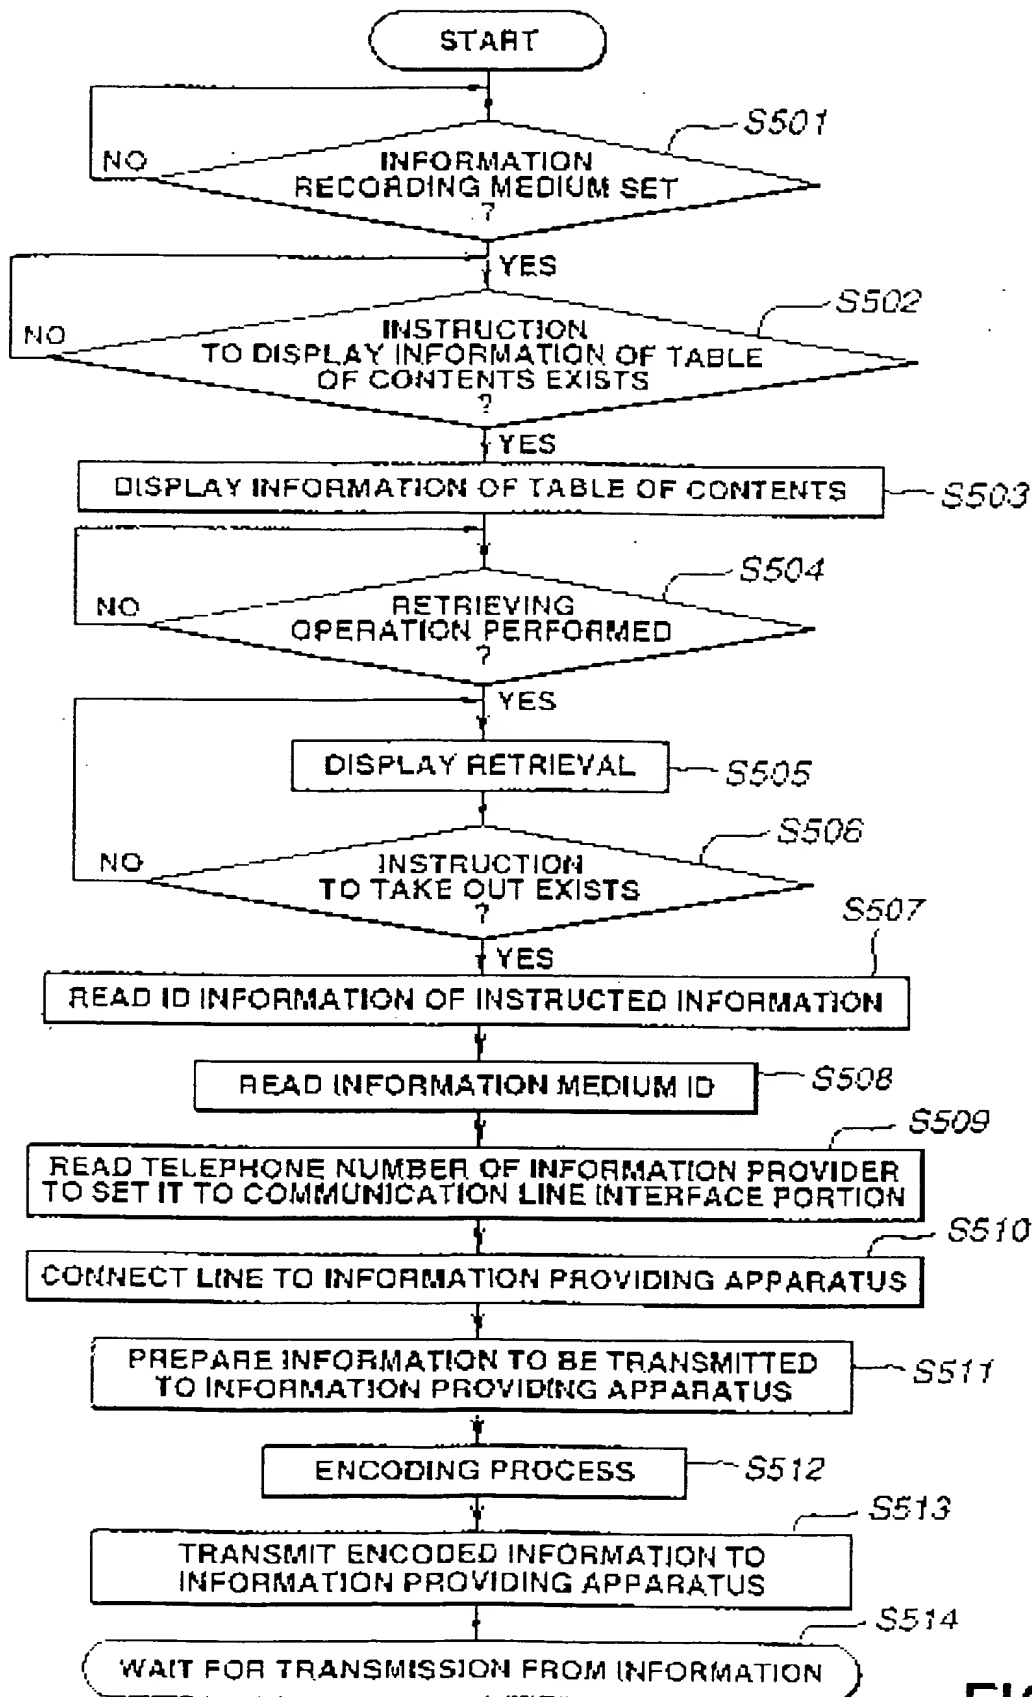 START
S501
NO
INFORMATION
RECORDING MEDIUM SET
?
YES
S502
NO
INSTRUCTION
TO DISPLAY INFORMATION OF TABLE
OF CONTENTS EXISTS
?
YES
DISPLAY INFORMATION OF TABLE OF CONTENTS
S503
S504
NO
RETRIEVING
OPERATION PERFORMED
?
YES
DISPLAY RETRIEVAL
S505
S506
NO
INSTRUCTION
TO TAKE OUT EXISTS
?
S507
YES
READ ID INFORMATION OF INSTRUCTED INFORMATION
READ INFORMATION MEDIUM ID
S508
S509
READ TELEPHONE NUMBER OF INFORMATION PROVIDER
TO SET IT TO COMMUNICATION LINE INTERFACE PORTION
S510
CONNECT LINE TO INFORMATION PROVIDING APPARATUS
PREPARE INFORMATION TO BE TRANSMITTED
TO INFORMATION PROVIDING APPARATUS
S511
ENCODING PROCESS
S512
S513
TRANSMIT ENCODED INFORMATION TO
INFORMATION PROVIDING APPARATUS
S514
WAIT FOR TRANSMISSION FROM INFORMATION